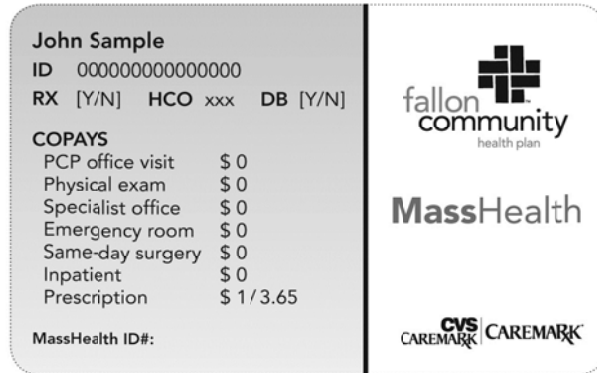 John Sample
ID 000000000000000
RX [Y/N] HCO xxx DB [Y/N]
COPAYS
PCP office visit $ 0
Physical exam $ 0
Specialist office $ 0
Emergency room $ 0
Same-day surgery $ 0
Inpatient $ 0
Prescription $ 1/3.65
MassHealth ID#:
fallon
community
health plan
MassHealth
CVS
CAREMARK CAREMARK